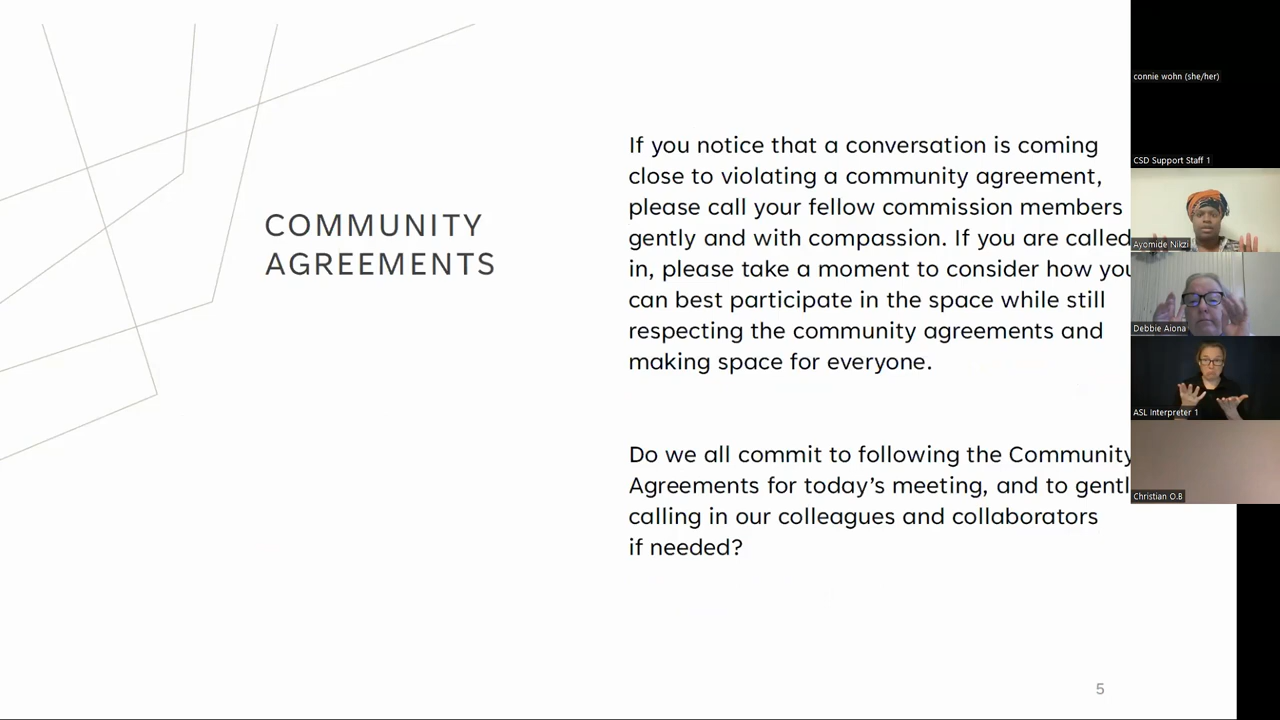 COMMUNITY
AGREEMENTS
If you notice that a conversation is coming
close to violating a community agreement,
please call your fellow commission members
gently and with compassion. If you are called
in, please take a moment to consider how you
can best participate in the space while still
respecting the community agreements and
making space for everyone.
Do we all commit to following the Community
Agreements for today's meeting, and to gentl
calling in our colleagues and collaborators
if needed?
5
connie wohn (she/her)
CSD Support Staff 1
Ayomide Nikzi
Debbie Aiona
ASL Interpreter 1
Christian O.B